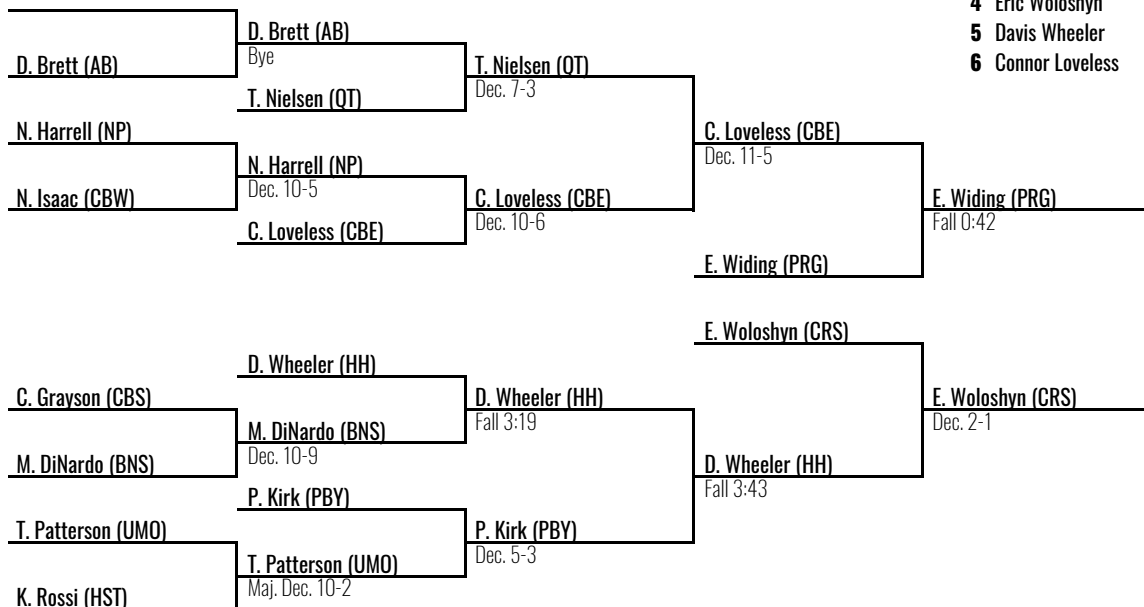 4 Eric Woloshyn
5 Davis Wheeler
6 Connor Loveless
D. Brett (AB)
D. Brett (AB)
Bye
T. Nielsen (QT)
T. Nielsen (QT)
Dec. 7-3
N. Harrell (NP)
N. Isaac (CBW)
N. Harrell (NP)
Dec. 10-5
C. Loveless (CBE)
C. Loveless (CBE)
Dec. 10-6
C. Loveless (CBE)
Dec. 11-5
E. Widing (PRG)
E. Widing (PRG)
Fall 0:42
E. Woloshyn (CRS)
D. Wheeler (HH)
C. Grayson (CBS)
M. DiNardo (BNS)
M. DiNardo (BNS)
Dec. 10-9
D. Wheeler (HH)
Fall 3:19
E. Woloshyn (CRS)
Dec. 2-1
D. Wheeler (HH)
Fall 3:43
P. Kirk (PBY)
P. Kirk (PBY)
Dec. 5-3
T. Patterson (UMO)
T. Patterson (UMO)
Maj. Dec. 10-2
K. Rossi (HST)